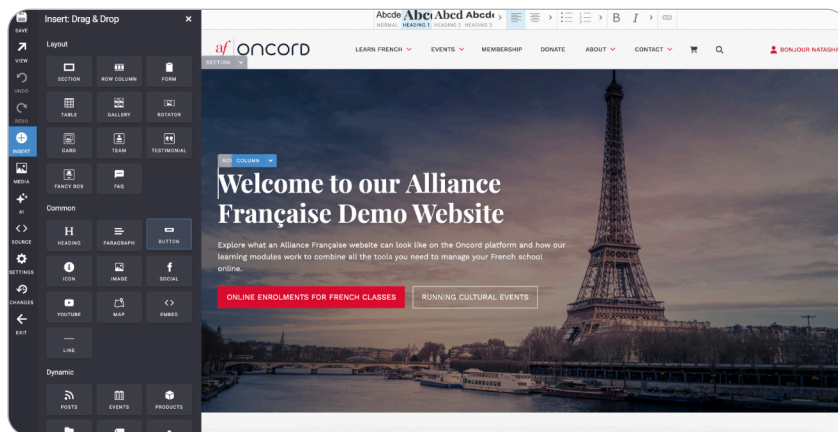 SAVE
VIEW
UNDO
REDO
INSERT
MEDIA
AI
SOURCE
SETTINGS
CHANGES
EXIT
Insert: Drag & Drop ×
Layout
SECTION ROW COLUMN FORM
TABLE GALLERY ROTATOR
CARD TEAM TESTIMONIAL
FANCY BOX FAQ
Common
HEADING PARAGRAPH BUTTON
ICON IMAGE SOCIAL
YOUTUBE MAP EMBED
LINE
Dynamic
POSTS EVENTS PRODUCTS
Abcde Abc Abcd Abcde
NORMAL HEADING 1 HEADING 2 HEADING 3
B I
af oncord
LEARN FRENCH EVENTS MEMBERSHIP DONATE ABOUT CONTACT BONJOUR NATASHA
SECTION
COLUMN
Welcome to our Alliance
Française Demo Website
Explore what an Alliance Française website can look like on the Oncord platform and how our
learning modules work to combine all the tools you need to manage your French school
online.
ONLINE ENROLMENTS FOR FRENCH CLASSES RUNNING CULTURAL EVENTS